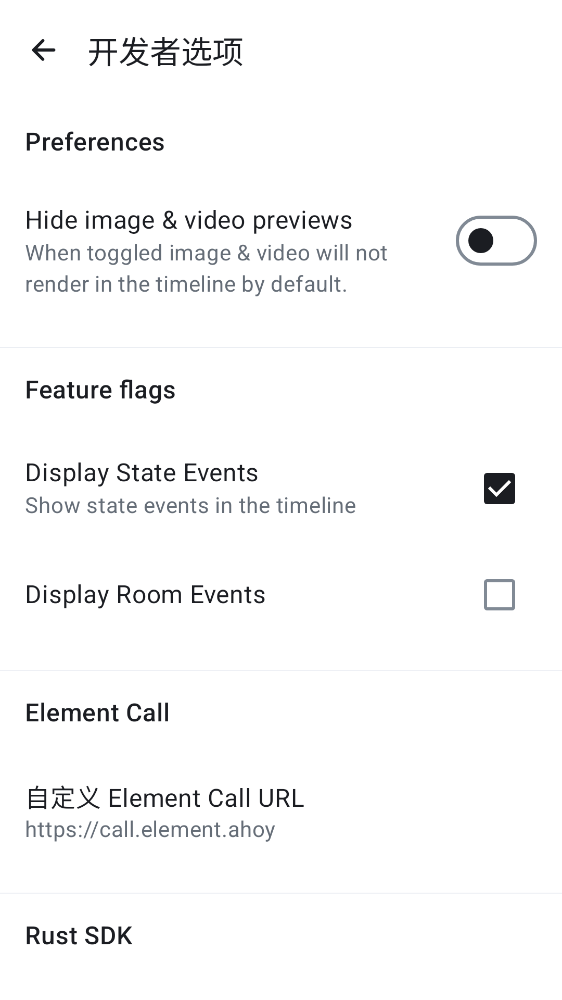 开发者选项
Preferences
Hide image & video previews
When toggled image & video will not
render in the timeline by default.
Feature flags
Display State Events
Show state events in the timeline
Display Room Events
Element Call
自定义 Element Call URL
https://call.element.ahoy
Rust SDK